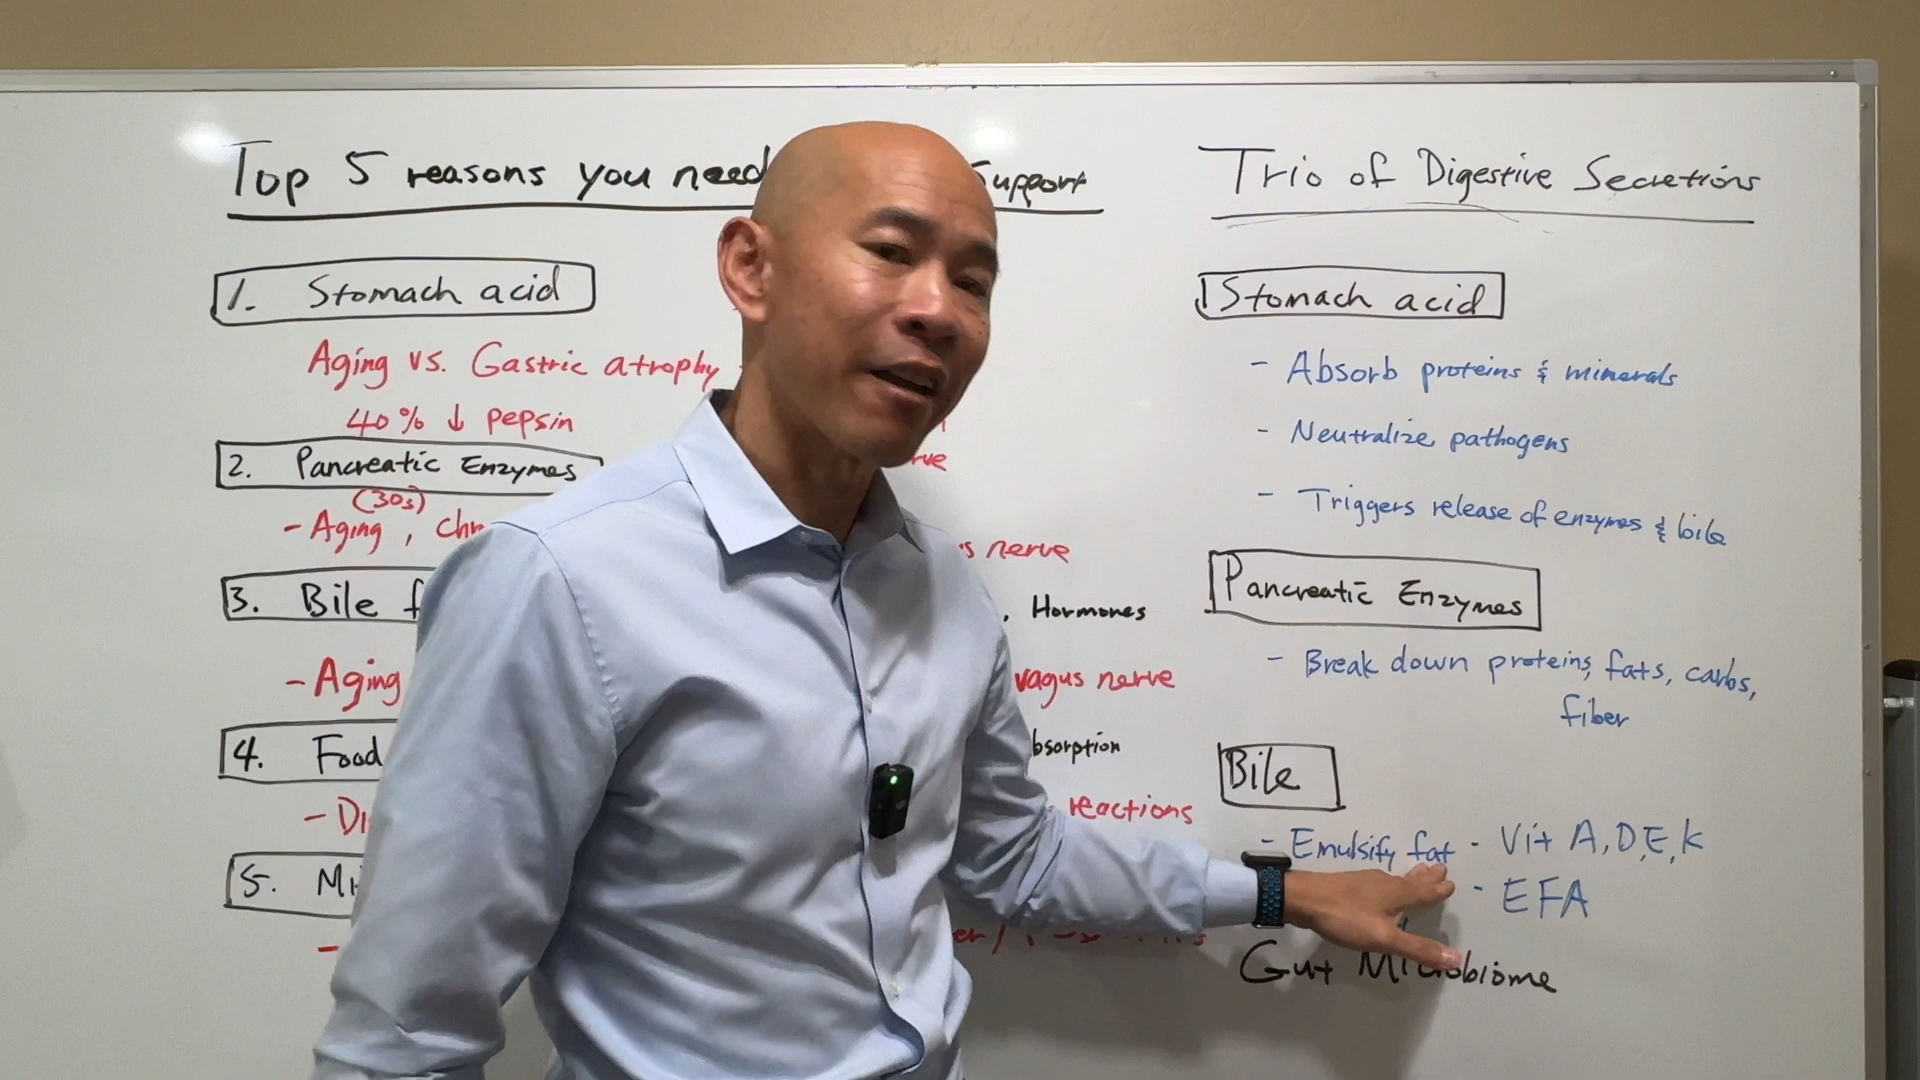 Top 5 reasons you need Support
1. Stomach acid
Aging vs. Gastric atrophy
40% ↓ pepsin
2. Pancreatic Enzymes
(30s)
- Aging,
s nerve
3. Bile
. Hormones
- Aging
vagus nerve
4. Food
bsorption
reactions
5.
Trio of Digestive Secretions
Stomach acid
- Absorb proteins & minerals
- Neutralize pathogens
- Triggers release of enzymes & bile
Pancreatic Enzymes
- Break down proteins, fats, carbs,
fiber
Bile
- Emulsify fat - Vit A, D, E, K
- EFA
Gut Microbiome